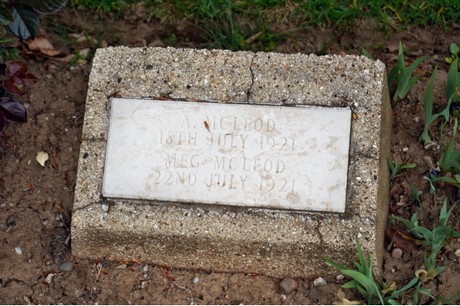 A. MCLEOD
18TH JULY 1921
MEG MCLEOD
22ND JULY 1921